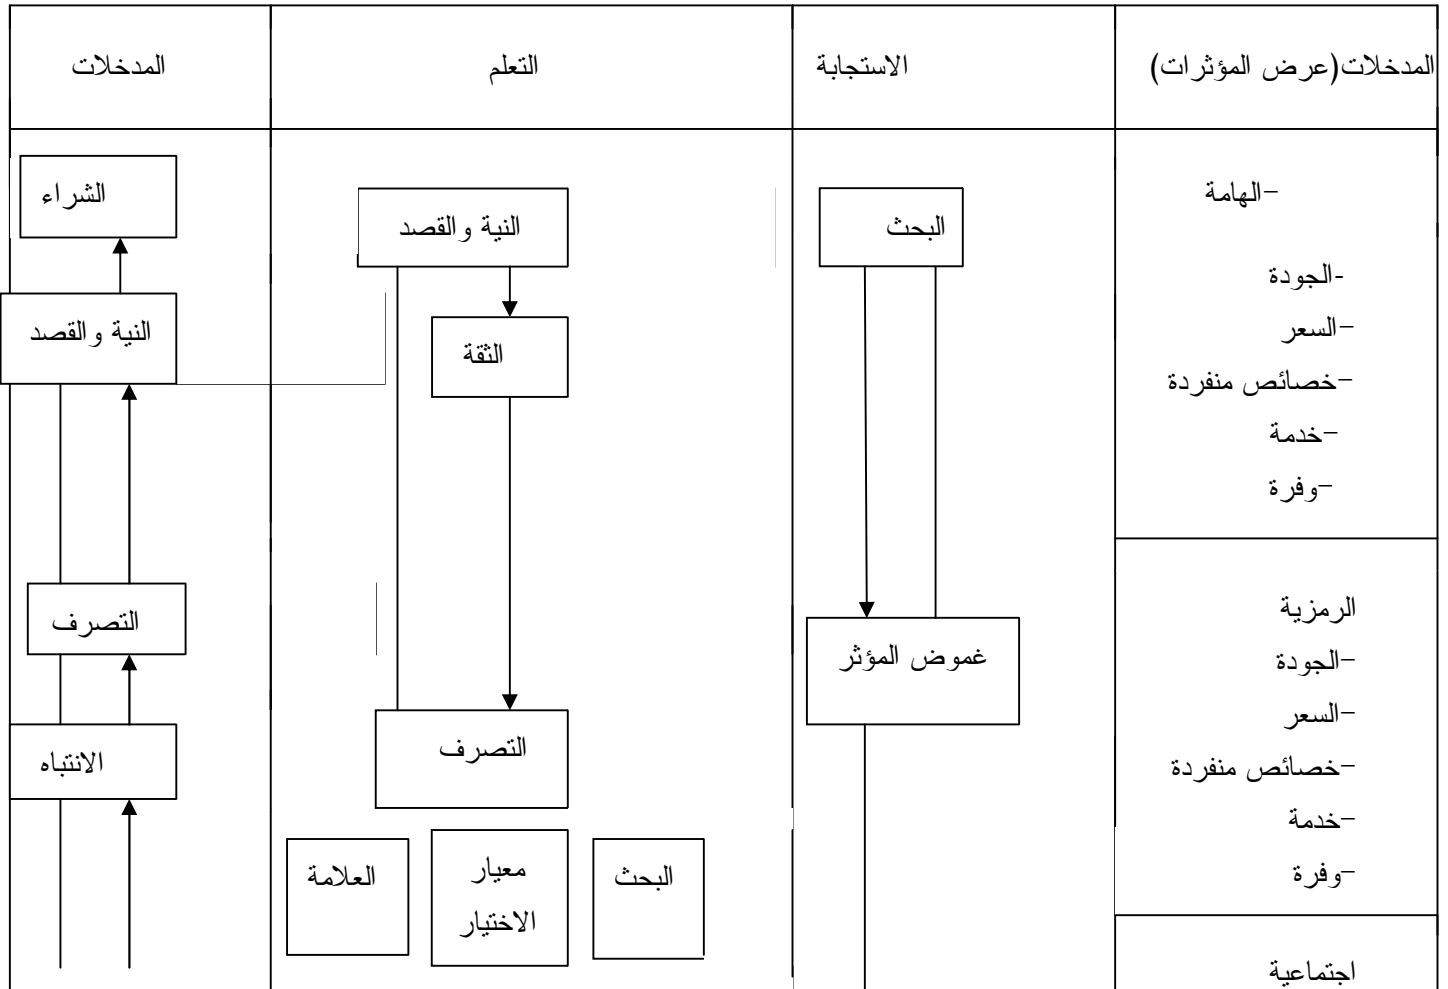 المدخلات(عرض المؤثرات)
الاستجابة
التعلم
المدخلات
-الهامة
-الجودة
-السعر
-خصائص منفردة
-خدمة
-وفرة
الرمزية
-الجودة
-السعر
-خصائص منفردة
-خدمة
-وفرة
اجتماعية
البحث
غموض المؤثر
النية والقصد
الثقة
التصرف
البحث
معيار
الاختيار
العلامة
الشراء
النية والقصد
التصرف
الانتباه